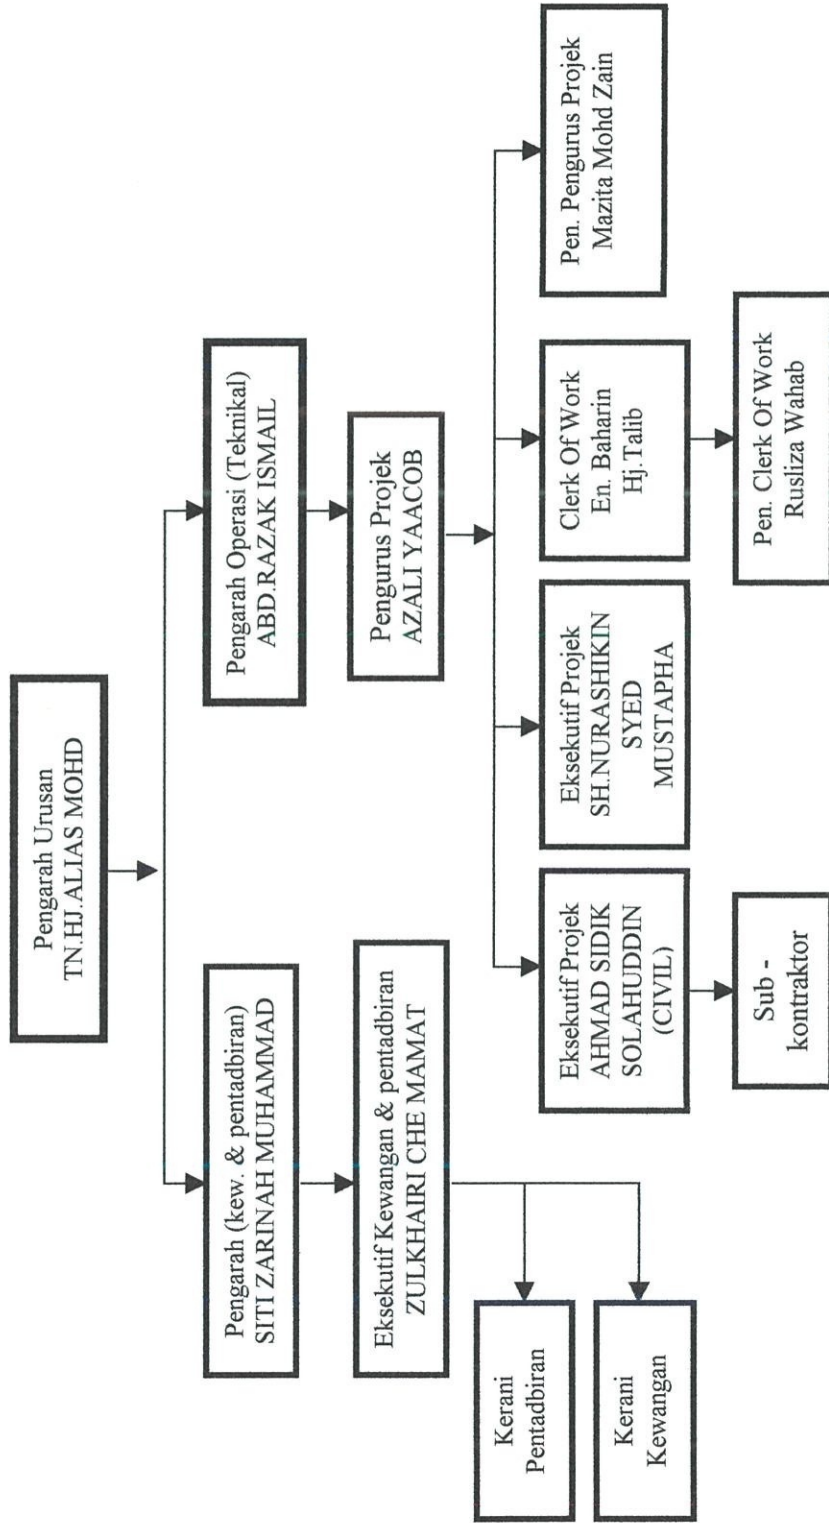 Pengarah Urusan
TN.HJ.ALIAS MOHD
Pengarah (kew. & pentadbiran)
SITI ZARINAH MUHAMMAD
Pengarah Operasi (Teknikal)
ABD.RAZAK ISMAIL
Eksekutif Kewangan & pentadbiran
ZULKHAIRI CHE MAMAT
Pengurus Projek
AZALI YAACOB
Kerani
Pentadbiran
Kerani
Kewangan
Eksekutif Projek
AHMAD SIDIK
SOLAHUDDIN
(CIVIL)
Eksekutif Projek
SH.NURASHIKIN
SYED
MUSTAPHA
Clerk Of Work
En. Baharin
Hj.Talib
Pen. Pengurus Projek
Mazita Mohd Zain
Sub -
kontraktor
Pen. Clerk Of Work
Rusliza Wahab